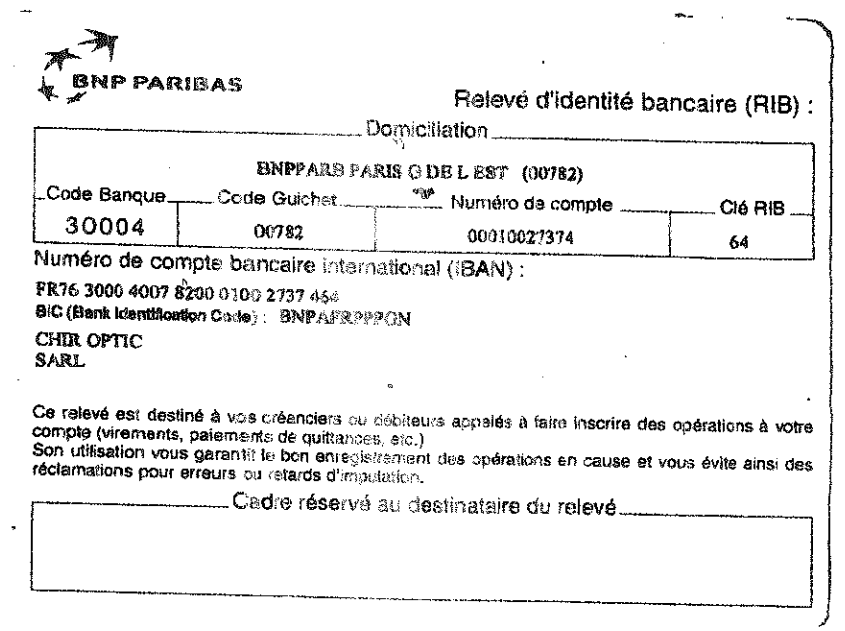 BNP PARIBAS
Relevé d'identité bancaire (RIB) :
Domiciliation
BNPPARB PARIS G DE L EST (00782)
Code Banque Code Guichet Numéro de compte Clé RIB
30004 00782 00010027374 64
Numéro de compte bancaire international (IBAN) :
FR76 3000 4007 8200 0100 2737 464
BIC (Bank Identification Code) : BNPAFRPPPGN
CHIR OPTIC
SARL
Ce relevé est destiné à vos créanciers ou débiteurs appelés à faire inscrire des opérations à votre
compte (virements, paiements de quittances, etc.)
Son utilisation vous garantit le bon enregistrement des opérations en cause et vous évite ainsi des
réclamations pour erreurs ou retards d'imputation.
Cadre réservé au destinataire du relevé